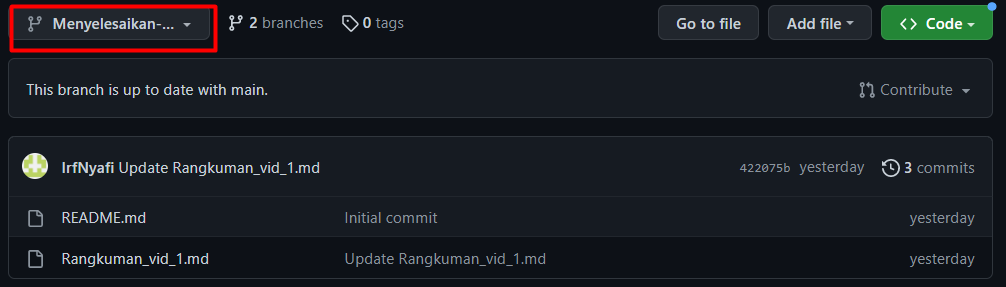 Menyelesaikan-... 2 branches 0 tags Go to file Add file Code
This branch is up to date with main. Contribute
IrfNyafi Update Rangkuman_vid_1.md 422075b yesterday 3 commits
README.md Initial commit yesterday
Rangkuman_vid_1.md Update Rangkuman_vid_1.md yesterday